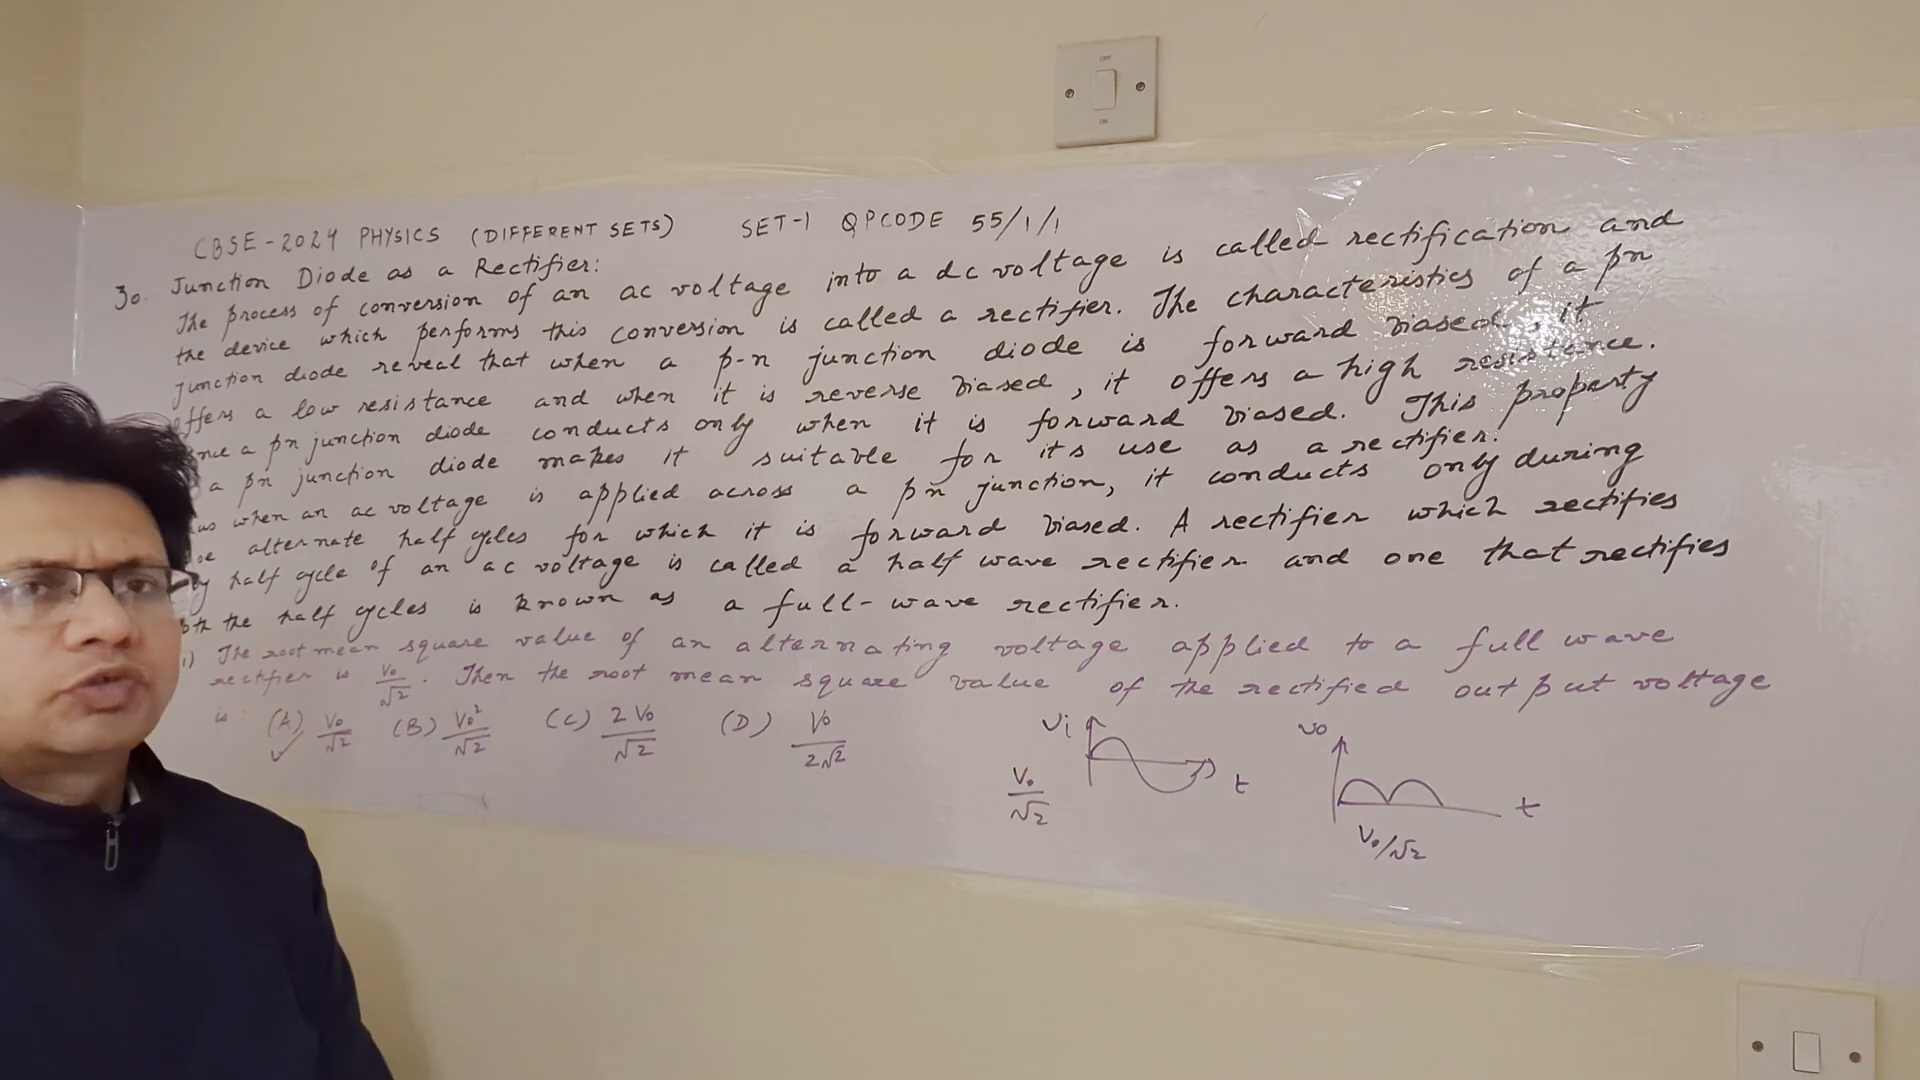 OFF
ON
CBSE-2024 PHYSICS (DIFFERENT SETS) SET-1 QPCODE 55/1/1
30. Junction Diode as a Rectifier:
The process of conversion of an ac voltage into a dc voltage is called rectification and
the device which performs this conversion is called a rectifier. The characteristics of a pn
junction diode reveal that when a p-n junction diode is forward biased, it
offers a low resistance and when it is reverse biased, it offers a high resistance.
a pn junction diode conducts only when it is forward biased. This property
a pn junction diode makes it suitable for its use as a rectifier.
when an ac voltage is applied across a pn junction, it conducts only during
alternate half cycles for which it is forward biased. A rectifier which rectifies
half cycle of an ac voltage is called a half wave rectifier and one that rectifies
the half cycles is known as a full-wave rectifier.
i) The root mean square value of an alternating voltage applied to a full wave
rectifier is V₀/√2. Then the root mean square value of the rectified output voltage
is: (A) V₀/√2 (B) V₀²/√2 (C) 2V₀/√2 (D) V₀/2√2
Vi t
V₀/√2
vo t
V₀/√2